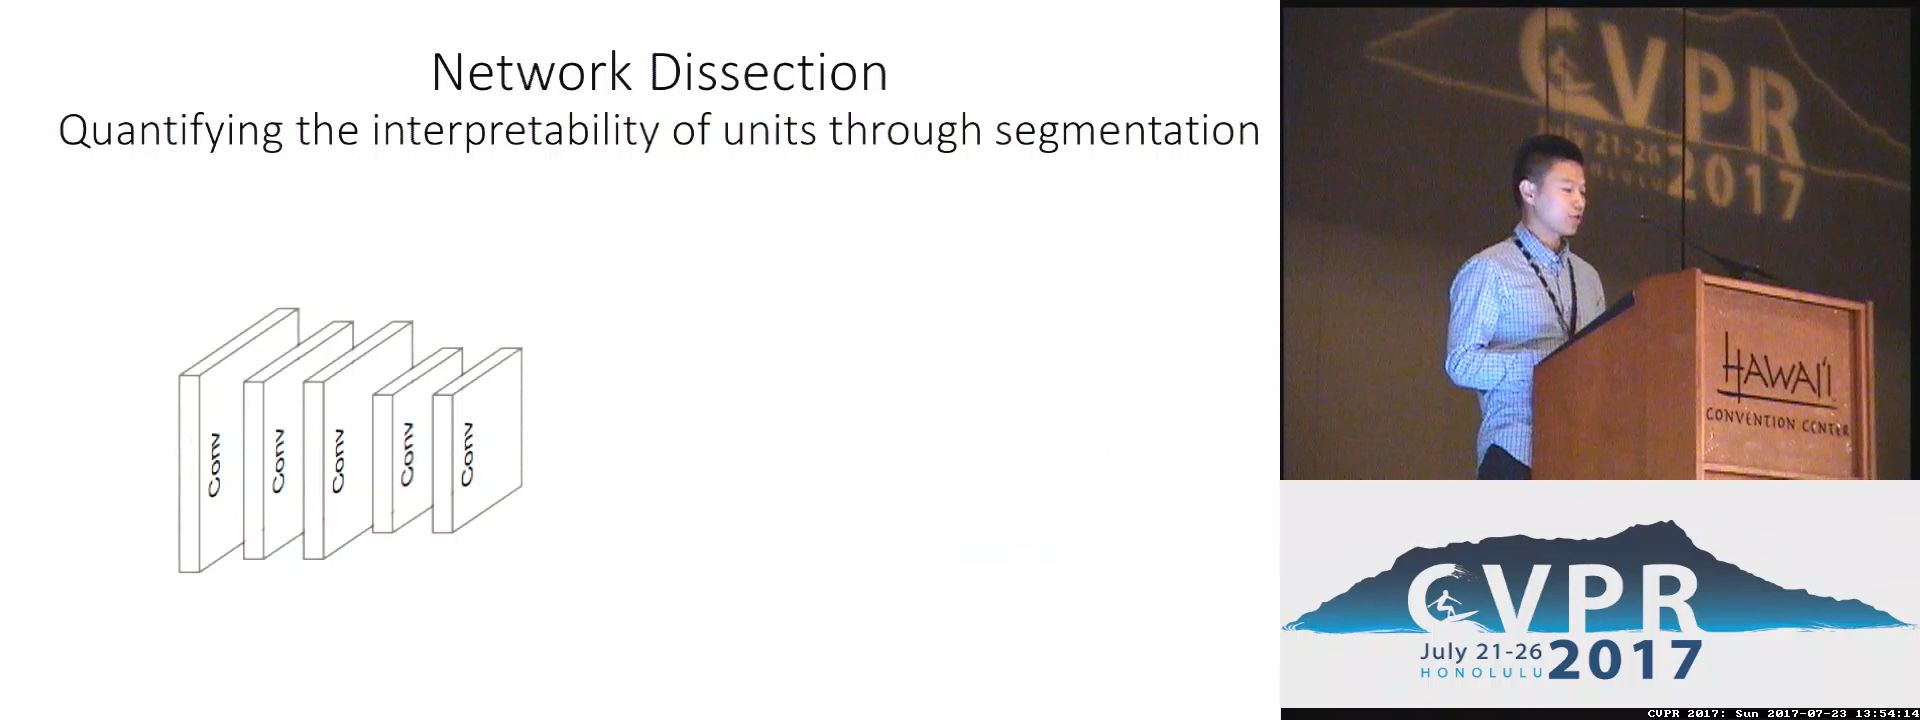 Network Dissection
Quantifying the interpretability of units through segmentation
Conv
Conv
Conv
Conv
Conv
CVPR
July 21-26
HONOLULU
2017
HAWAI'I
CONVENTION CENTER
CVPR
July 21-26
HONOLULU
2017
CVPR 2017: Sun 2017-07-23 13:54:14